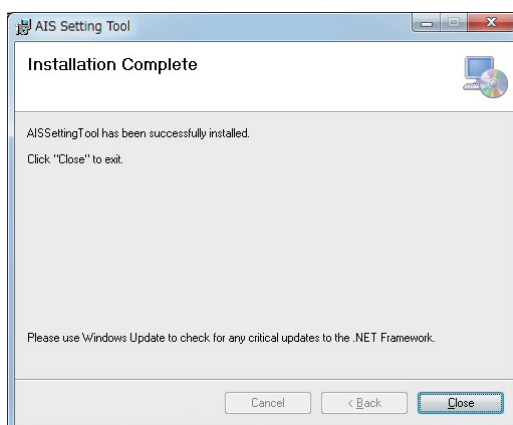 AIS Setting Tool
Installation Complete
AISSettingTool has been successfully installed.
Click "Close" to exit.
Please use Windows Update to check for any critical updates to the .NET Framework.
Cancel
< Back
Close